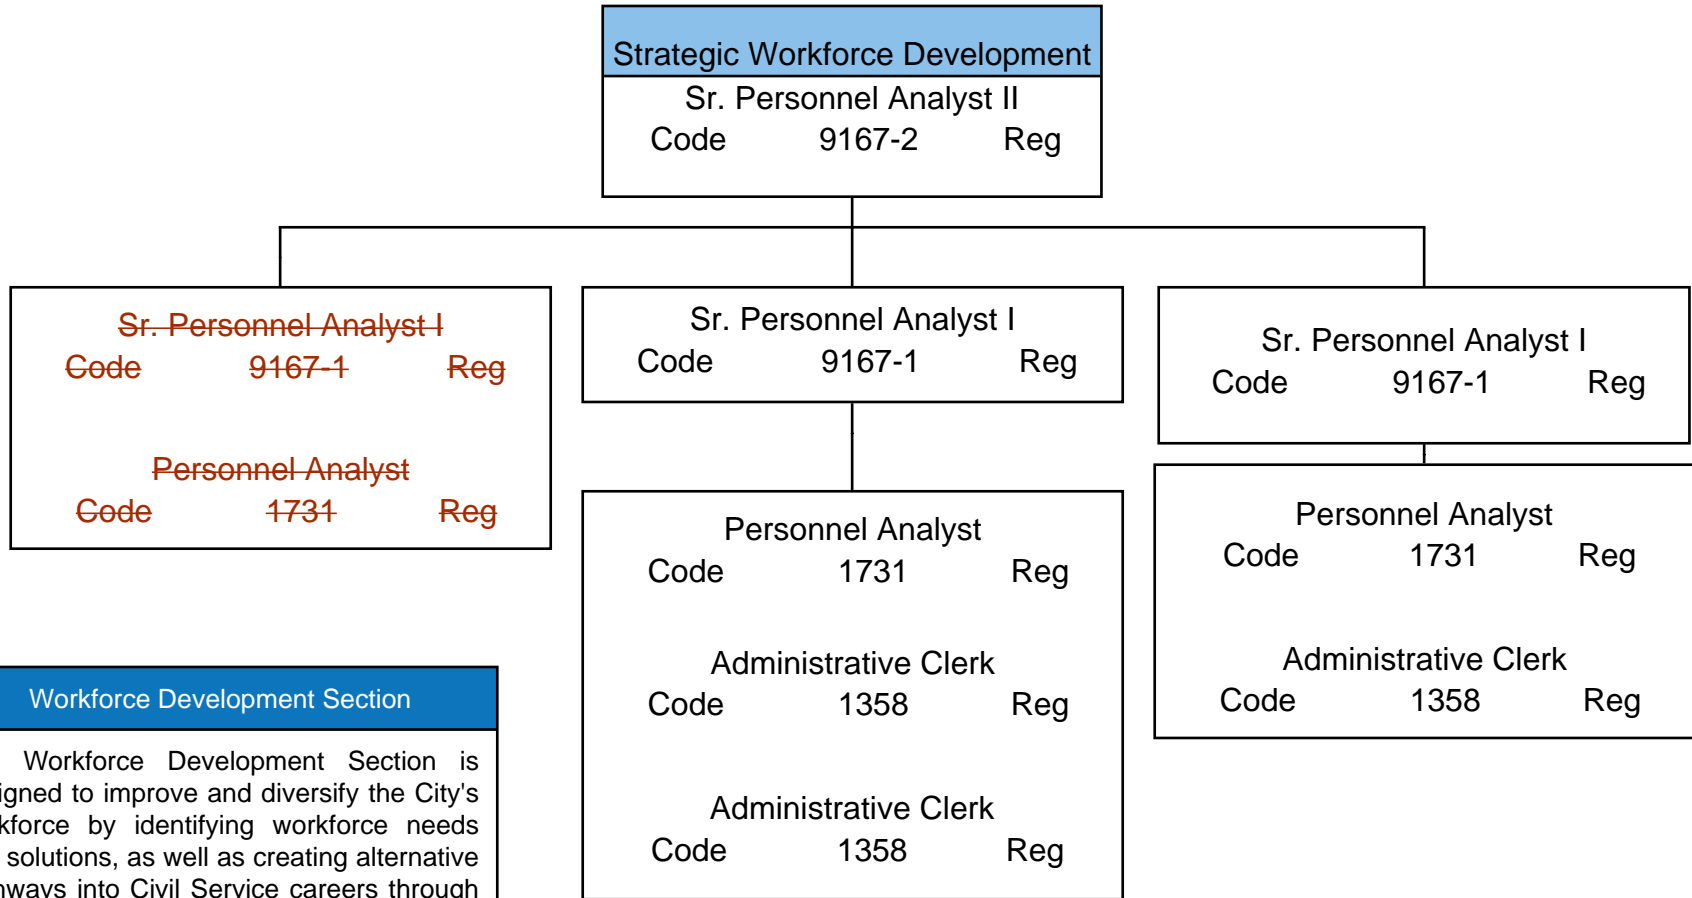 Strategic Workforce Development
Sr. Personnel Analyst II
Code 9167-2 Reg
Sr. Personnel Analyst I
Code 9167-1 Reg
Personnel Analyst
Code 1731 Reg
Sr. Personnel Analyst I
Code 9167-1 Reg
Personnel Analyst
Code 1731 Reg
Administrative Clerk
Code 1358 Reg
Administrative Clerk
Code 1358 Reg
Sr. Personnel Analyst I
Code 9167-1 Reg
Personnel Analyst
Code 1731 Reg
Administrative Clerk
Code 1358 Reg
Workforce Development Section
Workforce Development Section is
to improve and diversify the City's
by identifying workforce needs
solutions, as well as creating alternative
into Civil Service careers through